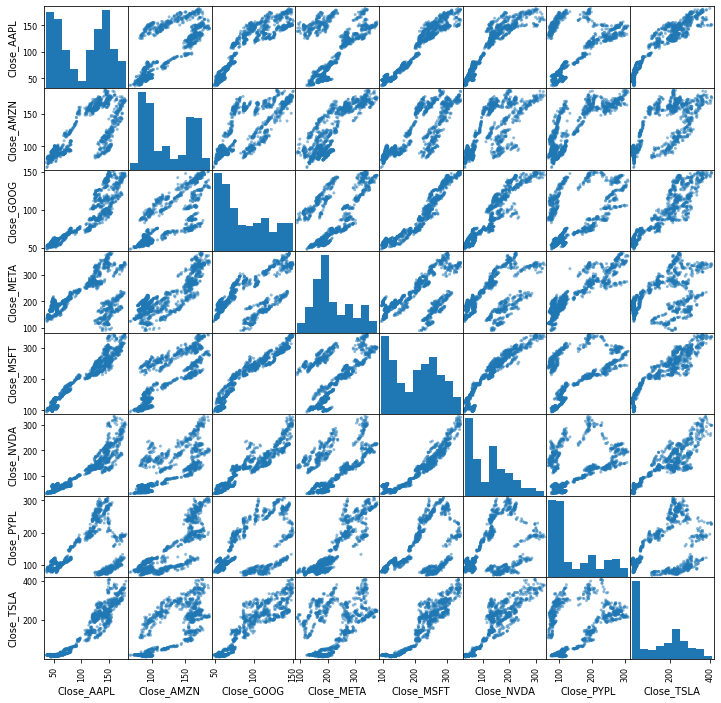 Close_AAPL
150
100
50
Close_AMZN
150
100
Close_GOOG
150
100
50
Close_META
300
200
100
Close_MSFT
300
200
100
Close_NVDA
300
200
100
Close_PYPL
300
200
100
Close_TSLA
400
200
50 100 150 100 150 50 100 150 100 200 300 100 200 300 100 200 300 100 200 300 200 400
Close_AAPL Close_AMZN Close_GOOG Close_META Close_MSFT Close_NVDA Close_PYPL Close_TSLA